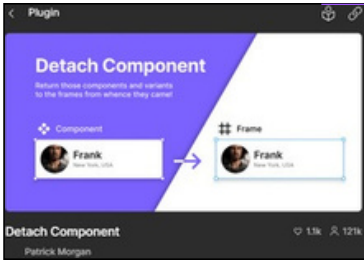 Plugin
Detach Component
Return those components and variants
to the frames from whence they came!
Component
Frame
Frank
New York, USA
Frank
New York, USA
Detach Component
1.1k
121k
Patrick Morgan